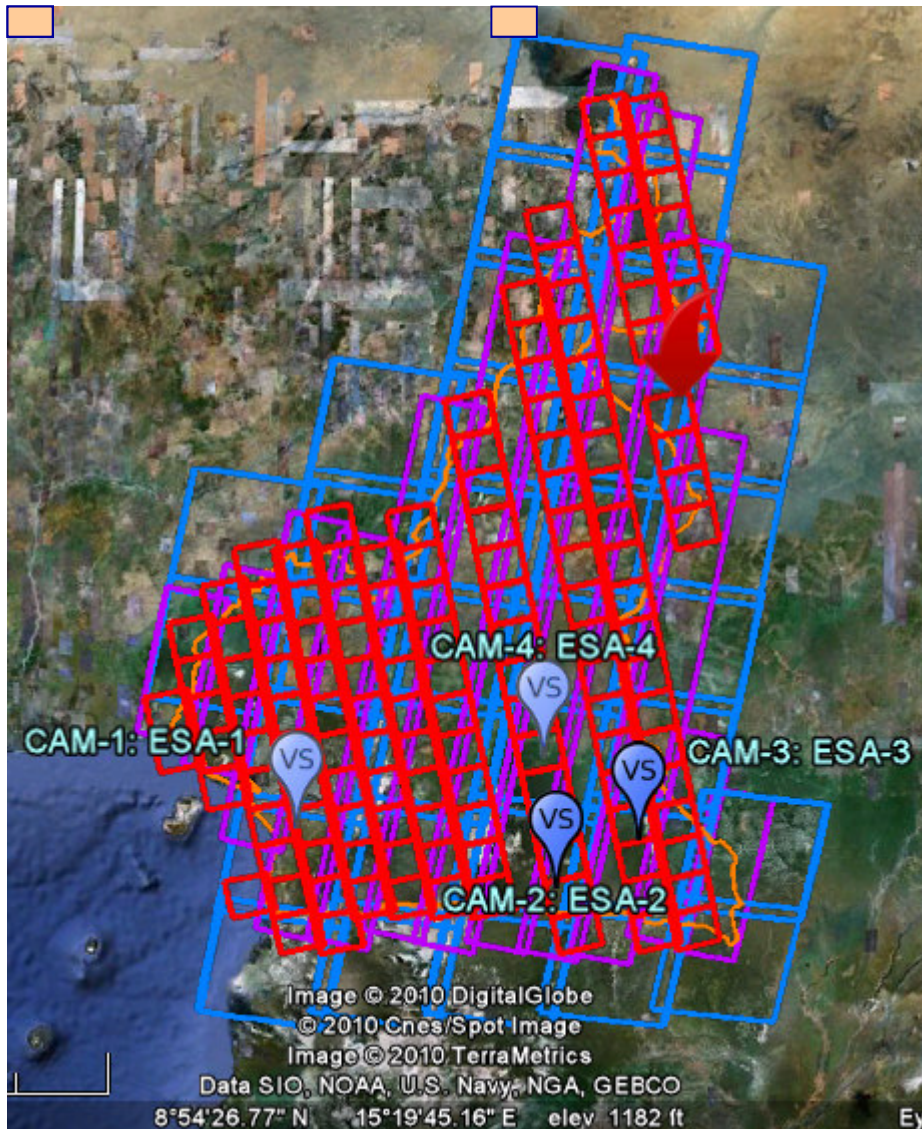 CAM-4: ESA-4
VS
CAM-1: ESA-1
CAM-3: ESA-3
VS
VS
VS
CAM-2: ESA-2
Image © 2010 DigitalGlobe
© 2010 Cnes/Spot Image
Image © 2010 TerraMetrics
Data SIO, NOAA, U.S. Navy, NGA, GEBCO
8°54'26.77" N 15°19'45.16" E elev 1182 ft Ey